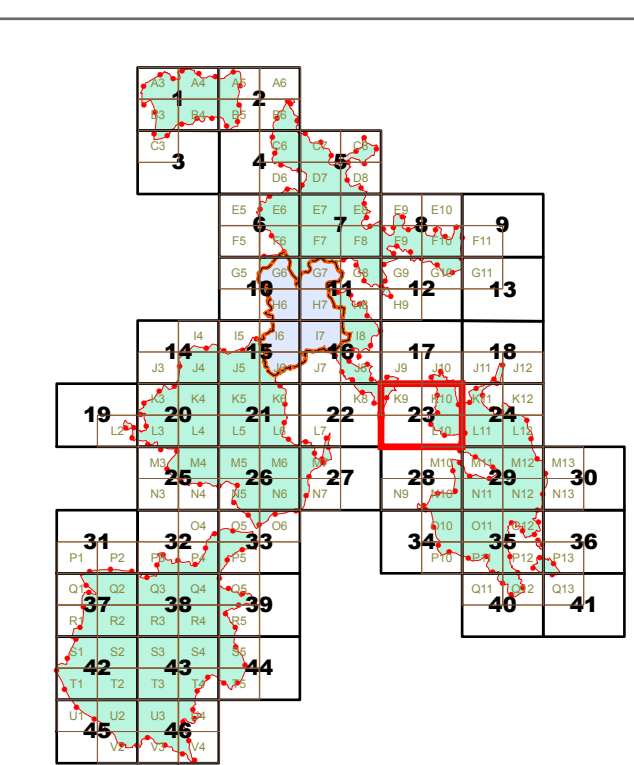 A3 A4 A5 A6
1 2
B3 B4 B5 B6
C3 C6 C7 C8
3 4 5
D6 D7 D8
E5 E6 E7 E8 E9 E10
6 7 8 9
F5 F6 F7 F8 F9 F10 F11
G5 G6 G7 G8 G9 G10 G11
10 11 12 13
H6 H7 H8 H9
I4 I5 I6 I7 I8
14 15 16 17 18
J3 J4 J5 J6 J7 J8 J9 J10 J11 J12
K3 K4 K5 K6 K8 K9 K10 K11 K12
19 20 21 22 23 24
L2 L3 L4 L5 L6 L7 L10 L11 L12
M3 M4 M5 M6 M10 M11 M12 M13
25 26 27 28 29 30
N3 N4 N5 N6 N7 N9 N10 N11 N12 N13
O4 O5 O6 O10 O11 O12
31 32 33 34 35 36
P1 P2 P3 P4 P5 P10 P11 P12 P13
Q1 Q2 Q3 Q4 Q5 Q11 Q12 Q13
37 38 39 40 41
R1 R2 R3 R4 R5
S1 S2 S3 S4 S5
42 43 44
T1 T2 T3 T4 T5
U1 U2 U3 U4
45 46
V2 V3 V4